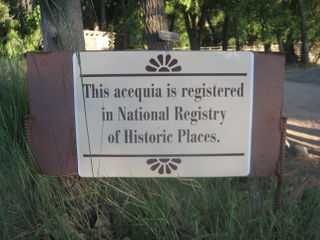 This acequia is registered
in National Registry
of Historic Places.